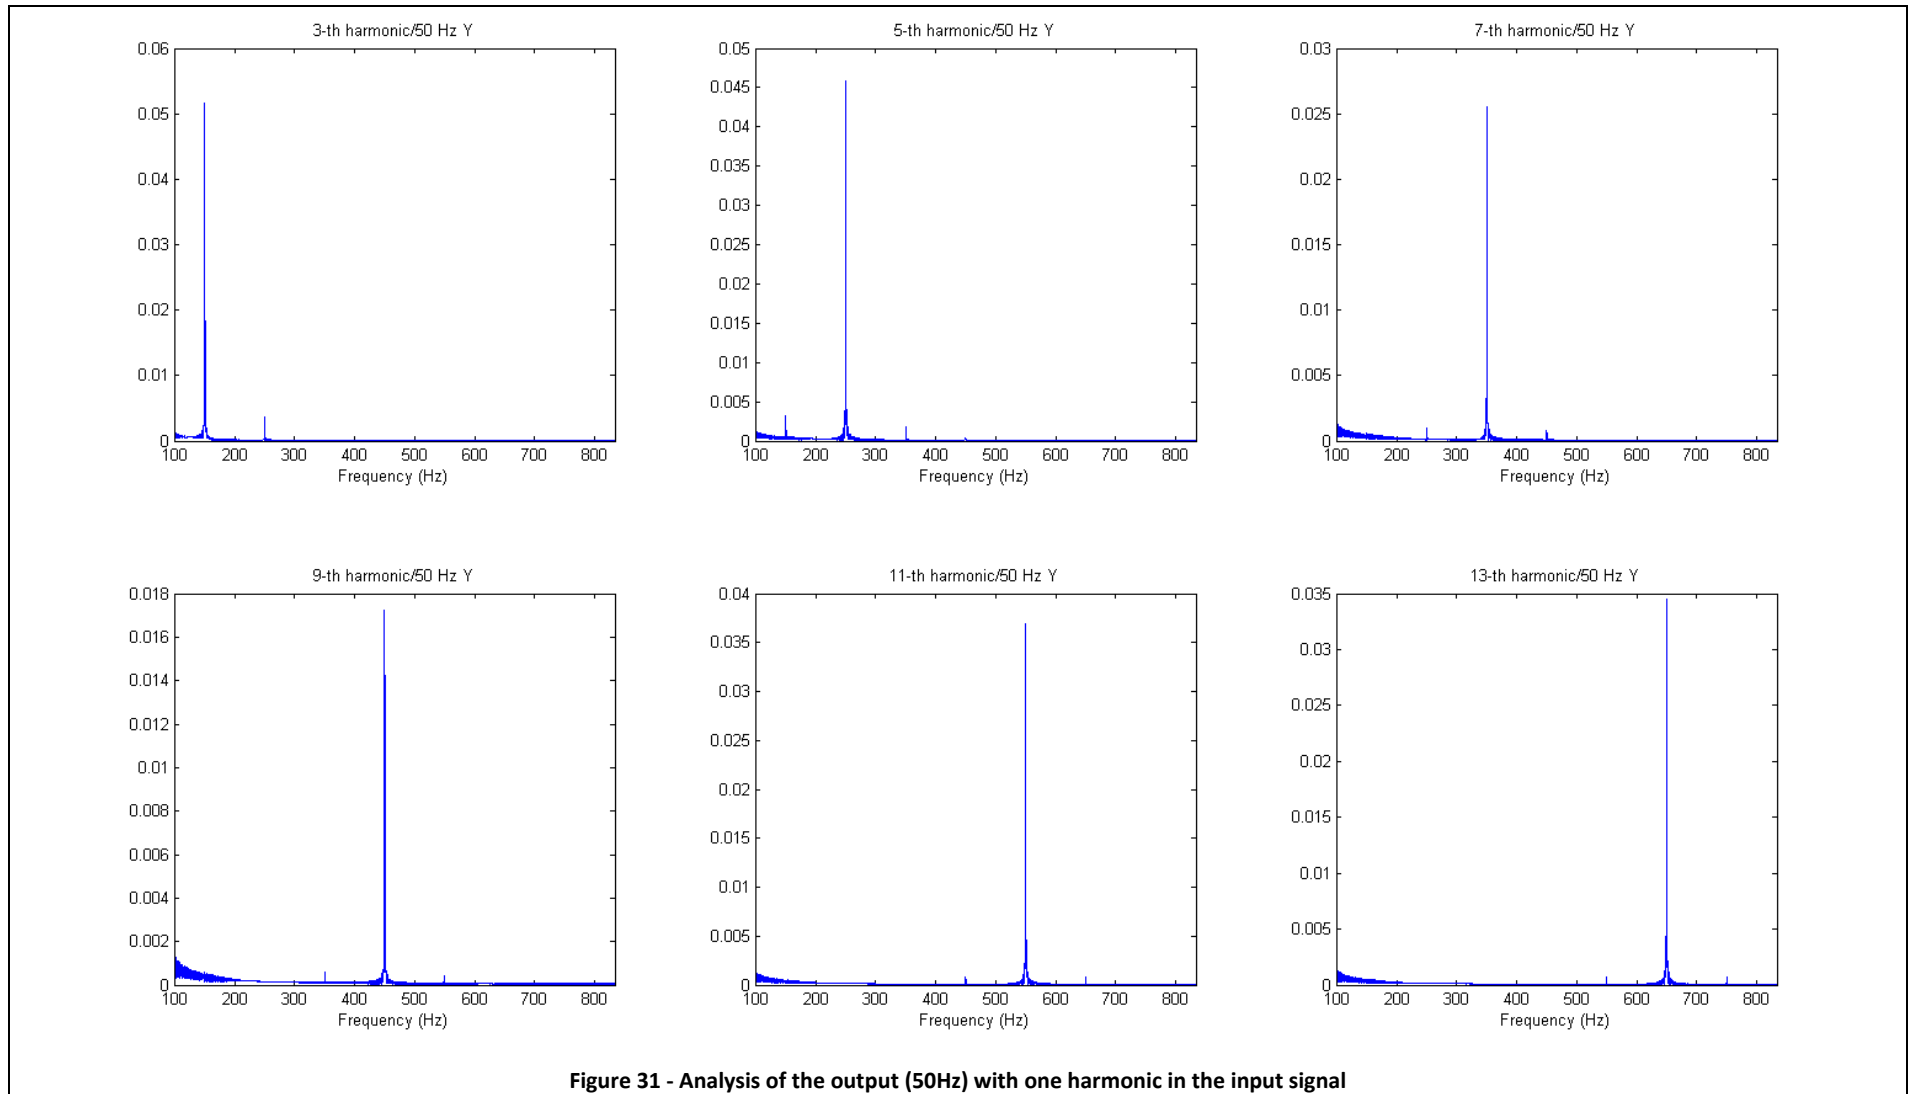 3-th harmonic/50 Hz Y
0.06
0.05
0.04
0.03
0.02
0.01
0
100 200 300 400 500 600 700 800
Frequency (Hz)
5-th harmonic/50 Hz Y
0.05
0.045
0.04
0.035
0.03
0.025
0.02
0.015
0.01
0.005
0
100 200 300 400 500 600 700 800
Frequency (Hz)
7-th harmonic/50 Hz Y
0.03
0.025
0.02
0.015
0.01
0.005
0
100 200 300 400 500 600 700 800
Frequency (Hz)
9-th harmonic/50 Hz Y
0.018
0.016
0.014
0.012
0.01
0.008
0.006
0.004
0.002
0
100 200 300 400 500 600 700 800
Frequency (Hz)
11-th harmonic/50 Hz Y
0.04
0.035
0.03
0.025
0.02
0.015
0.01
0.005
0
100 200 300 400 500 600 700 800
Frequency (Hz)
13-th harmonic/50 Hz Y
0.035
0.03
0.025
0.02
0.015
0.01
0.005
0
100 200 300 400 500 600 700 800
Frequency (Hz)
Figure 31 - Analysis of the output (50Hz) with one harmonic in the input signal